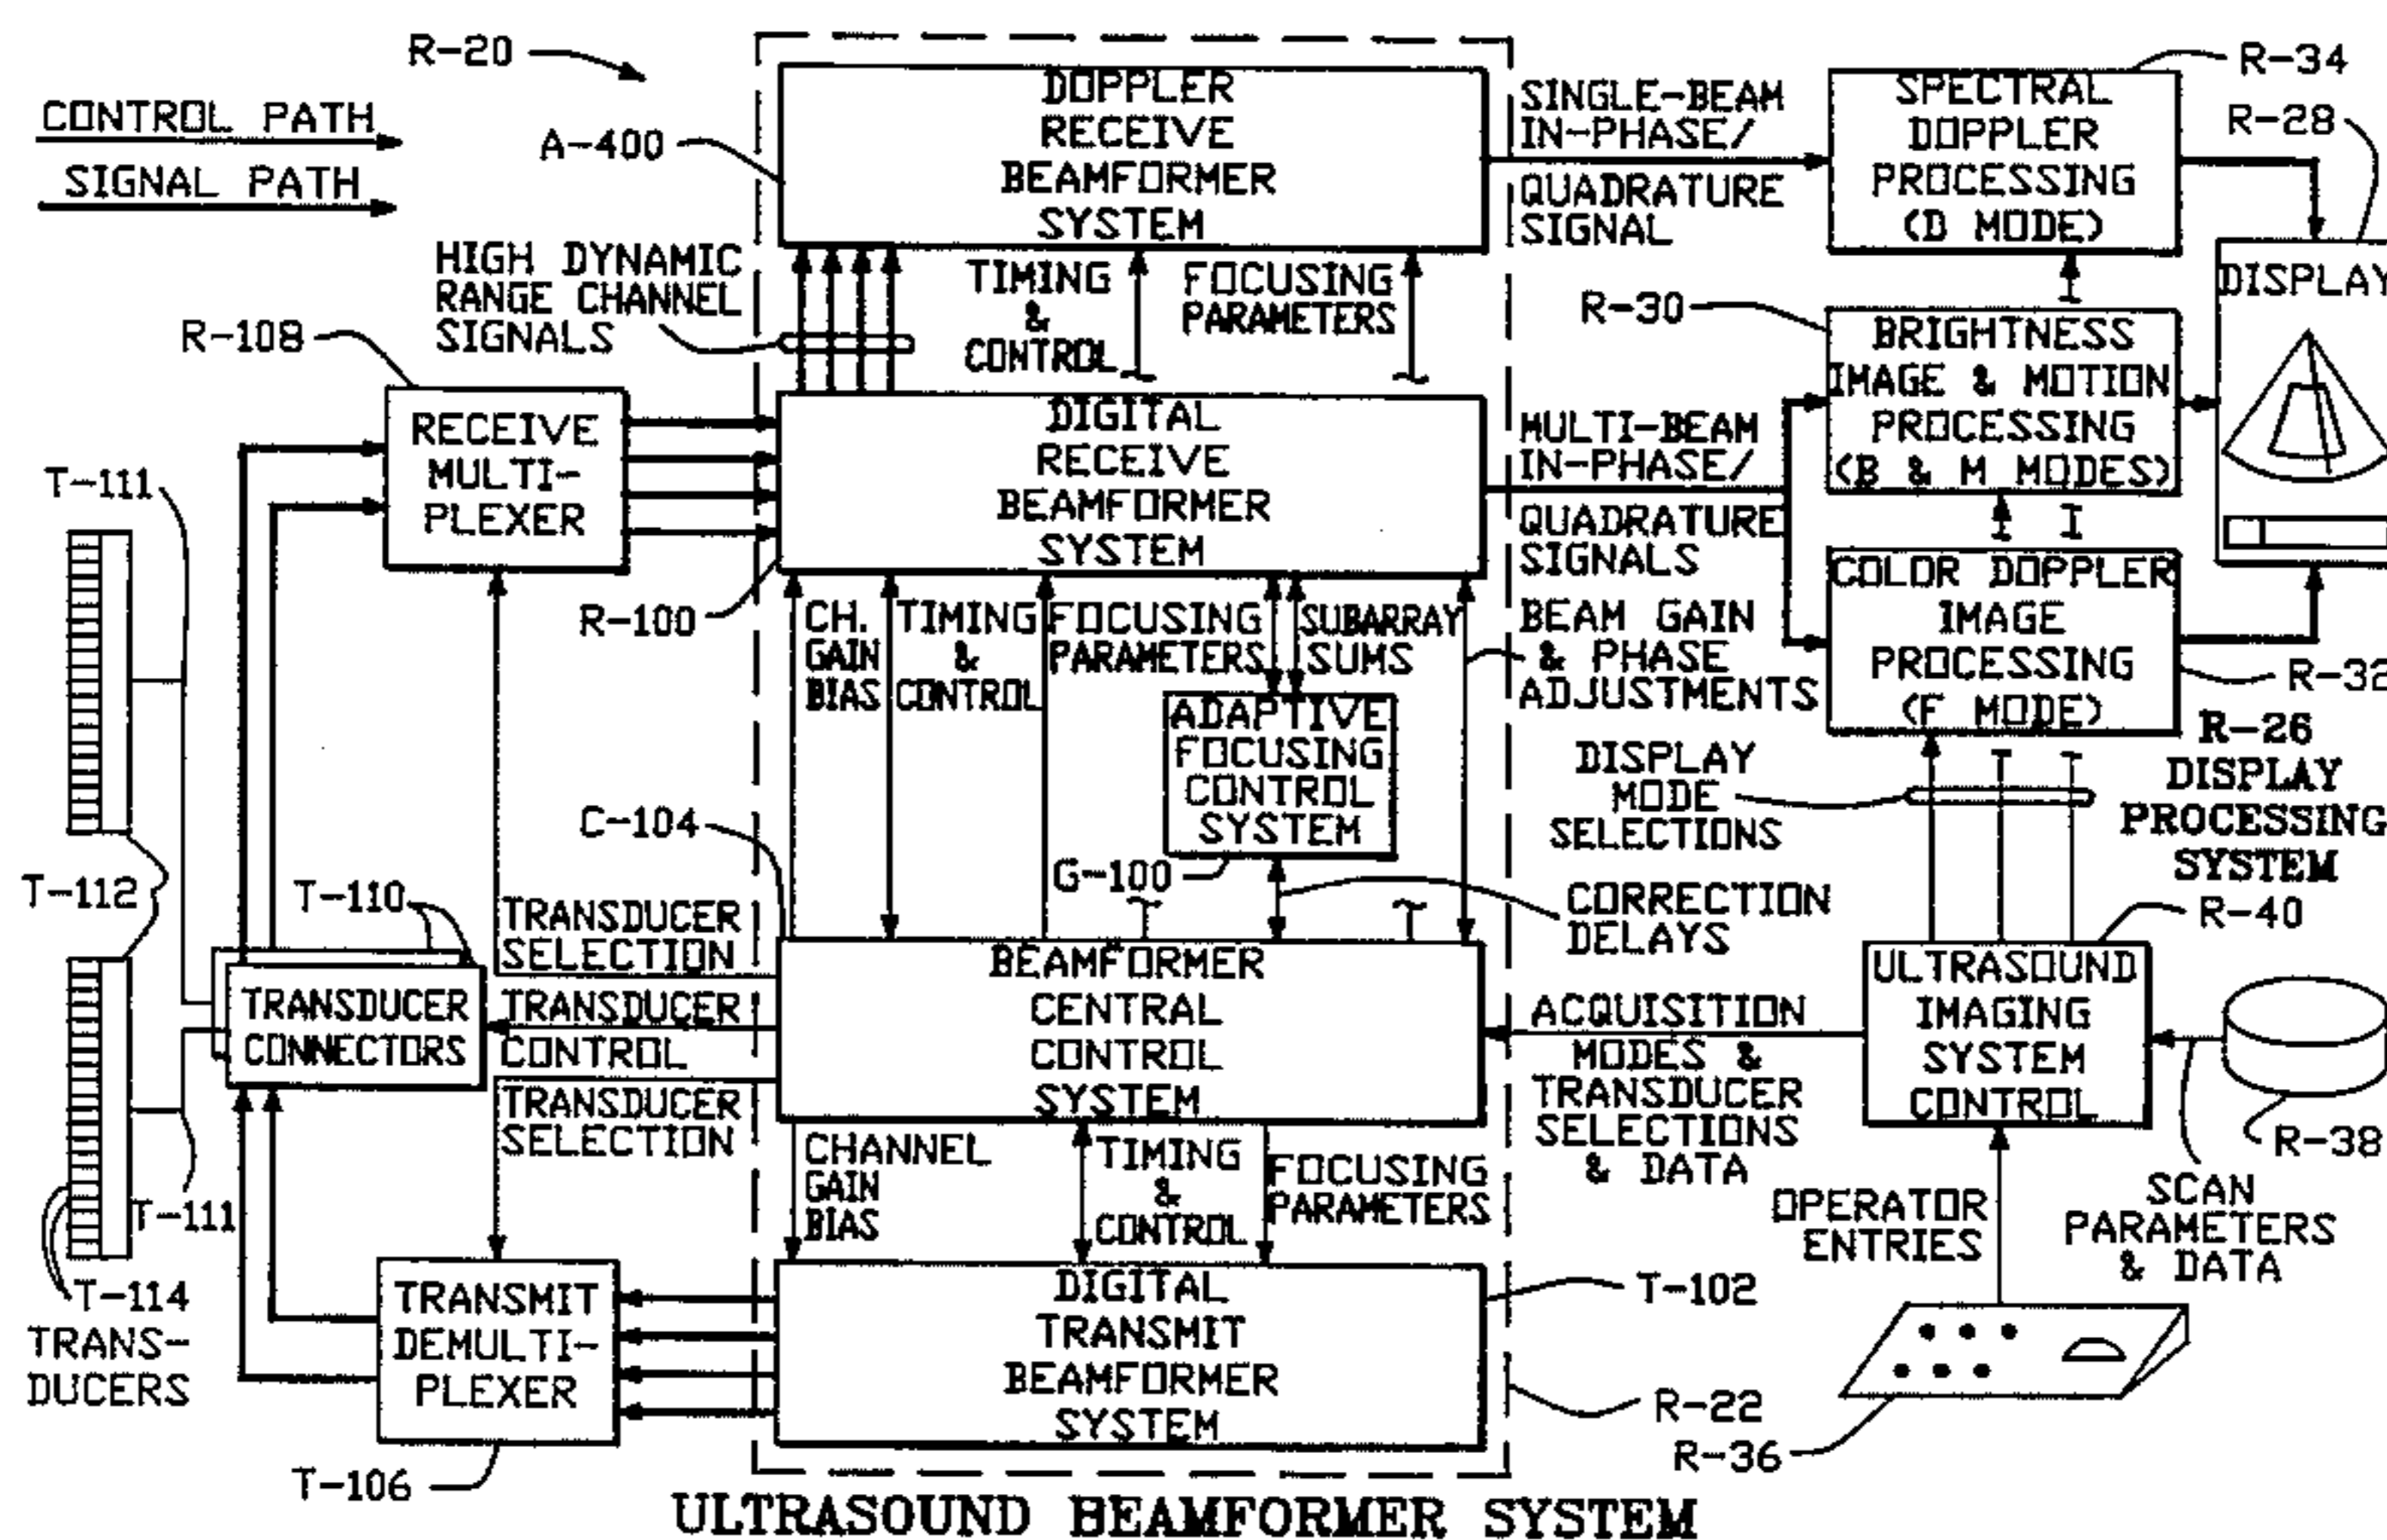 R-20
CONTROL PATH
SIGNAL PATH
A-400
DOPPLER
RECEIVE
BEAMFORMER
SYSTEM
SINGLE-BEAM
IN-PHASE/
QUADRATURE
SIGNAL
SPECTRAL
DOPPLER
PROCESSING
(D MODE)
R-34
R-28
DISPLAY
HIGH DYNAMIC
RANGE CHANNEL
SIGNALS
TIMING
&
CONTROL
FOCUSING
PARAMETERS
R-30
BRIGHTNESS
IMAGE & MOTION
PROCESSING
(B & M MODES)
R-108
RECEIVE
MULTI-
PLEXER
DIGITAL
RECEIVE
BEAMFORMER
SYSTEM
MULTI-BEAM
IN-PHASE/
QUADRATURE
SIGNALS
T-111
R-100
CH.
GAIN
BIAS
TIMING
&
CONTROL
FOCUSING
PARAMETERS
SUBARRAY
SUMS
BEAM GAIN
& PHASE
ADJUSTMENTS
COLOR DOPPLER
IMAGE
PROCESSING
(F MODE)
R-32
ADAPTIVE
FOCUSING
CONTROL
SYSTEM
G-100
DISPLAY
MODE
SELECTIONS
R-26
DISPLAY
PROCESSING
SYSTEM
C-104
T-112
T-110
TRANSDUCER
SELECTION
CORRECTION
DELAYS
R-40
TRANSDUCER
CONNECTORS
TRANSDUCER
CONTROL
BEAMFORMER
CENTRAL
CONTROL
SYSTEM
ACQUISITION
MODES &
TRANSDUCER
SELECTIONS
& DATA
ULTRASOUND
IMAGING
SYSTEM
CONTROL
R-38
TRANSDUCER
SELECTION
CHANNEL
GAIN
BIAS
TIMING
&
CONTROL
FOCUSING
PARAMETERS
OPERATOR
ENTRIES
SCAN
PARAMETERS
& DATA
T-111
T-114
TRANS-
DUCERS
TRANSMIT
DEMULTI-
PLEXER
DIGITAL
TRANSMIT
BEAMFORMER
SYSTEM
T-102
R-22
R-36
T-106
ULTRASOUND BEAMFORMER SYSTEM